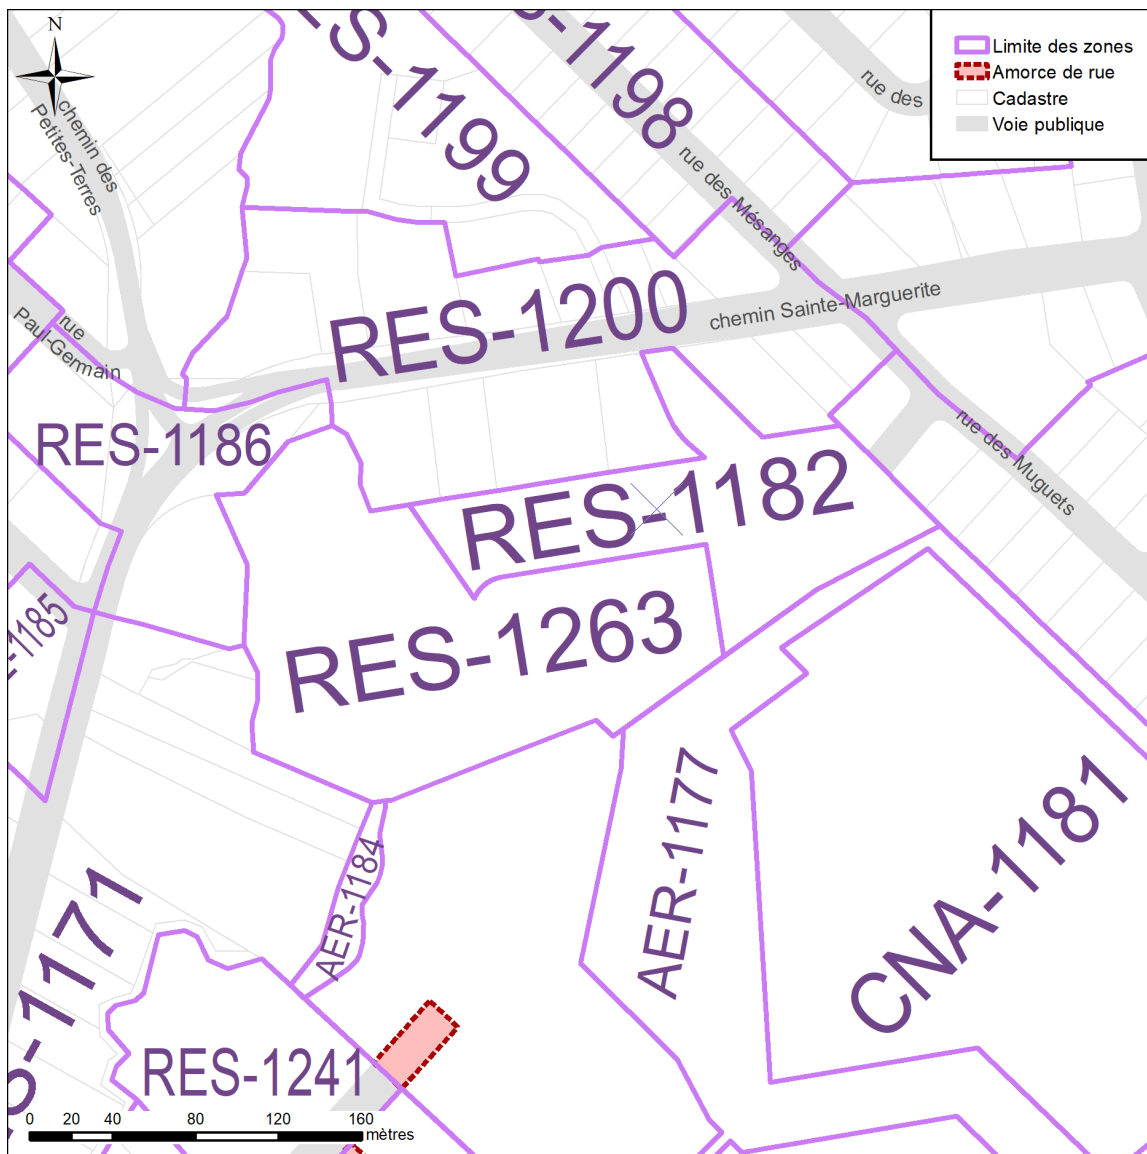 N
Limite des zones
Amorce de rue
Cadastre
Voie publique
chemin des
Petites-Terres
S-1199
S-1198
rue des
rue des Mésanges
RES-1200
chemin Sainte-Marguerite
rue
Paul-Germain
RES-1186
RES-1182
rue des Muguets
-1185
RES-1263
AER-1177
CNA-1181
AER-1184
S-1171
RES-1241
0 20 40 80 120 160
mètres